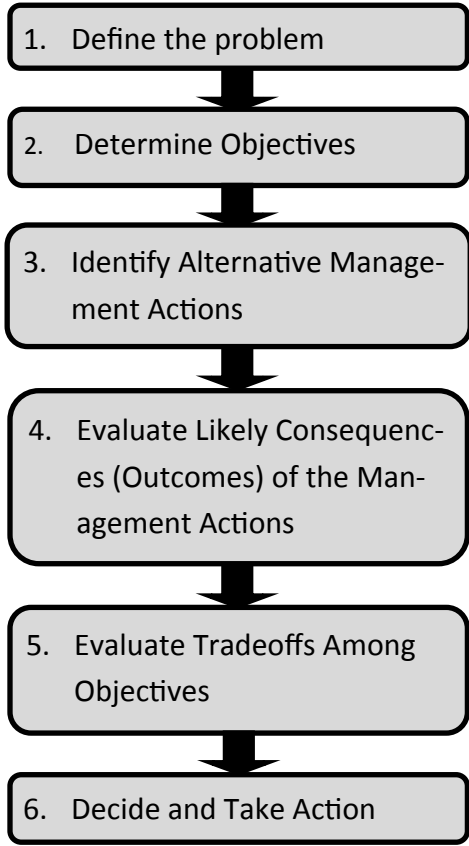 1. Define the problem
2. Determine Objectives
3. Identify Alternative Manage-
ment Actions
4. Evaluate Likely Consequenc-
es (Outcomes) of the Man-
agement Actions
5. Evaluate Tradeoffs Among
Objectives
6. Decide and Take Action